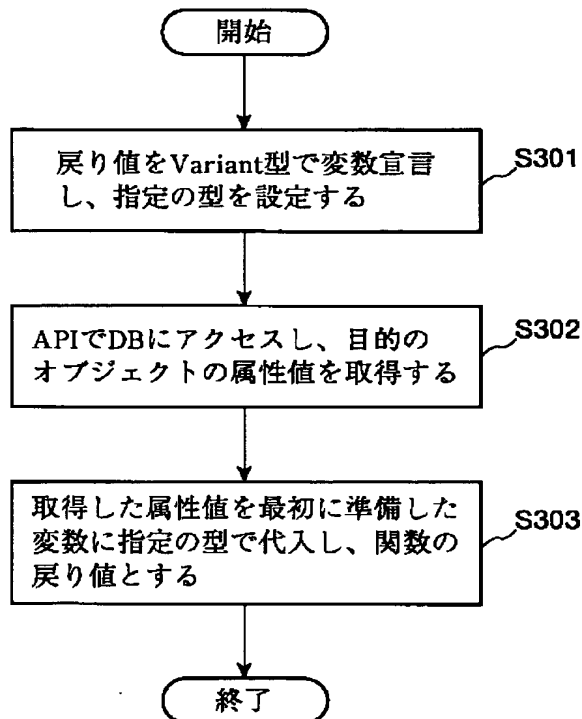 開始
戻り値をVariant型で変数宣言
し、指定の型を設定する
S301
APIでDBにアクセスし、目的の
オブジェクトの属性値を取得する
S302
取得した属性値を最初に準備した
変数に指定の型で代入し、関数の
戻り値とする
S303
終了